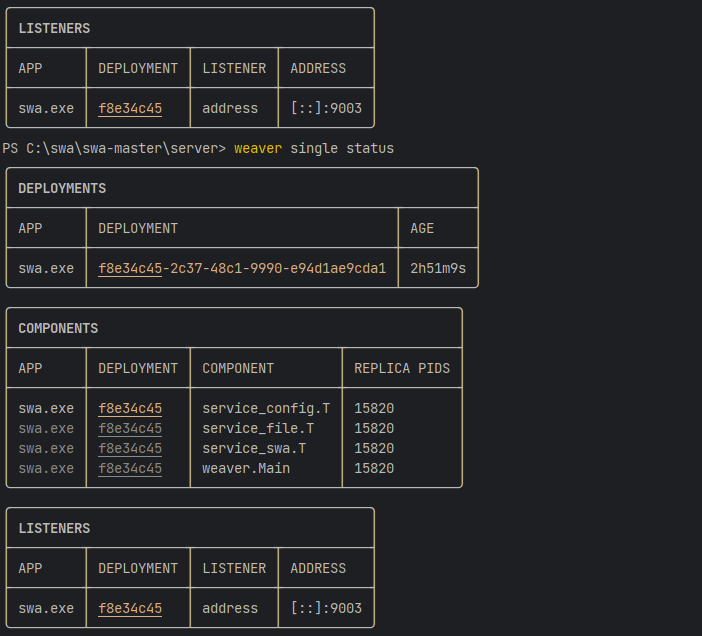 LISTENERS
APP DEPLOYMENT LISTENER ADDRESS
swa.exe f8e34c45 address [::]:9003
PS C:\swa\swa-master\server> weaver single status
DEPLOYMENTS
APP DEPLOYMENT AGE
swa.exe f8e34c45-2c37-48c1-9990-e94d1ae9cda1 2h51m9s
COMPONENTS
APP DEPLOYMENT COMPONENT REPLICA PIDS
swa.exe f8e34c45 service_config.T 15820
swa.exe f8e34c45 service_file.T 15820
swa.exe f8e34c45 service_swa.T 15820
swa.exe f8e34c45 weaver.Main 15820
LISTENERS
APP DEPLOYMENT LISTENER ADDRESS
swa.exe f8e34c45 address [::]:9003